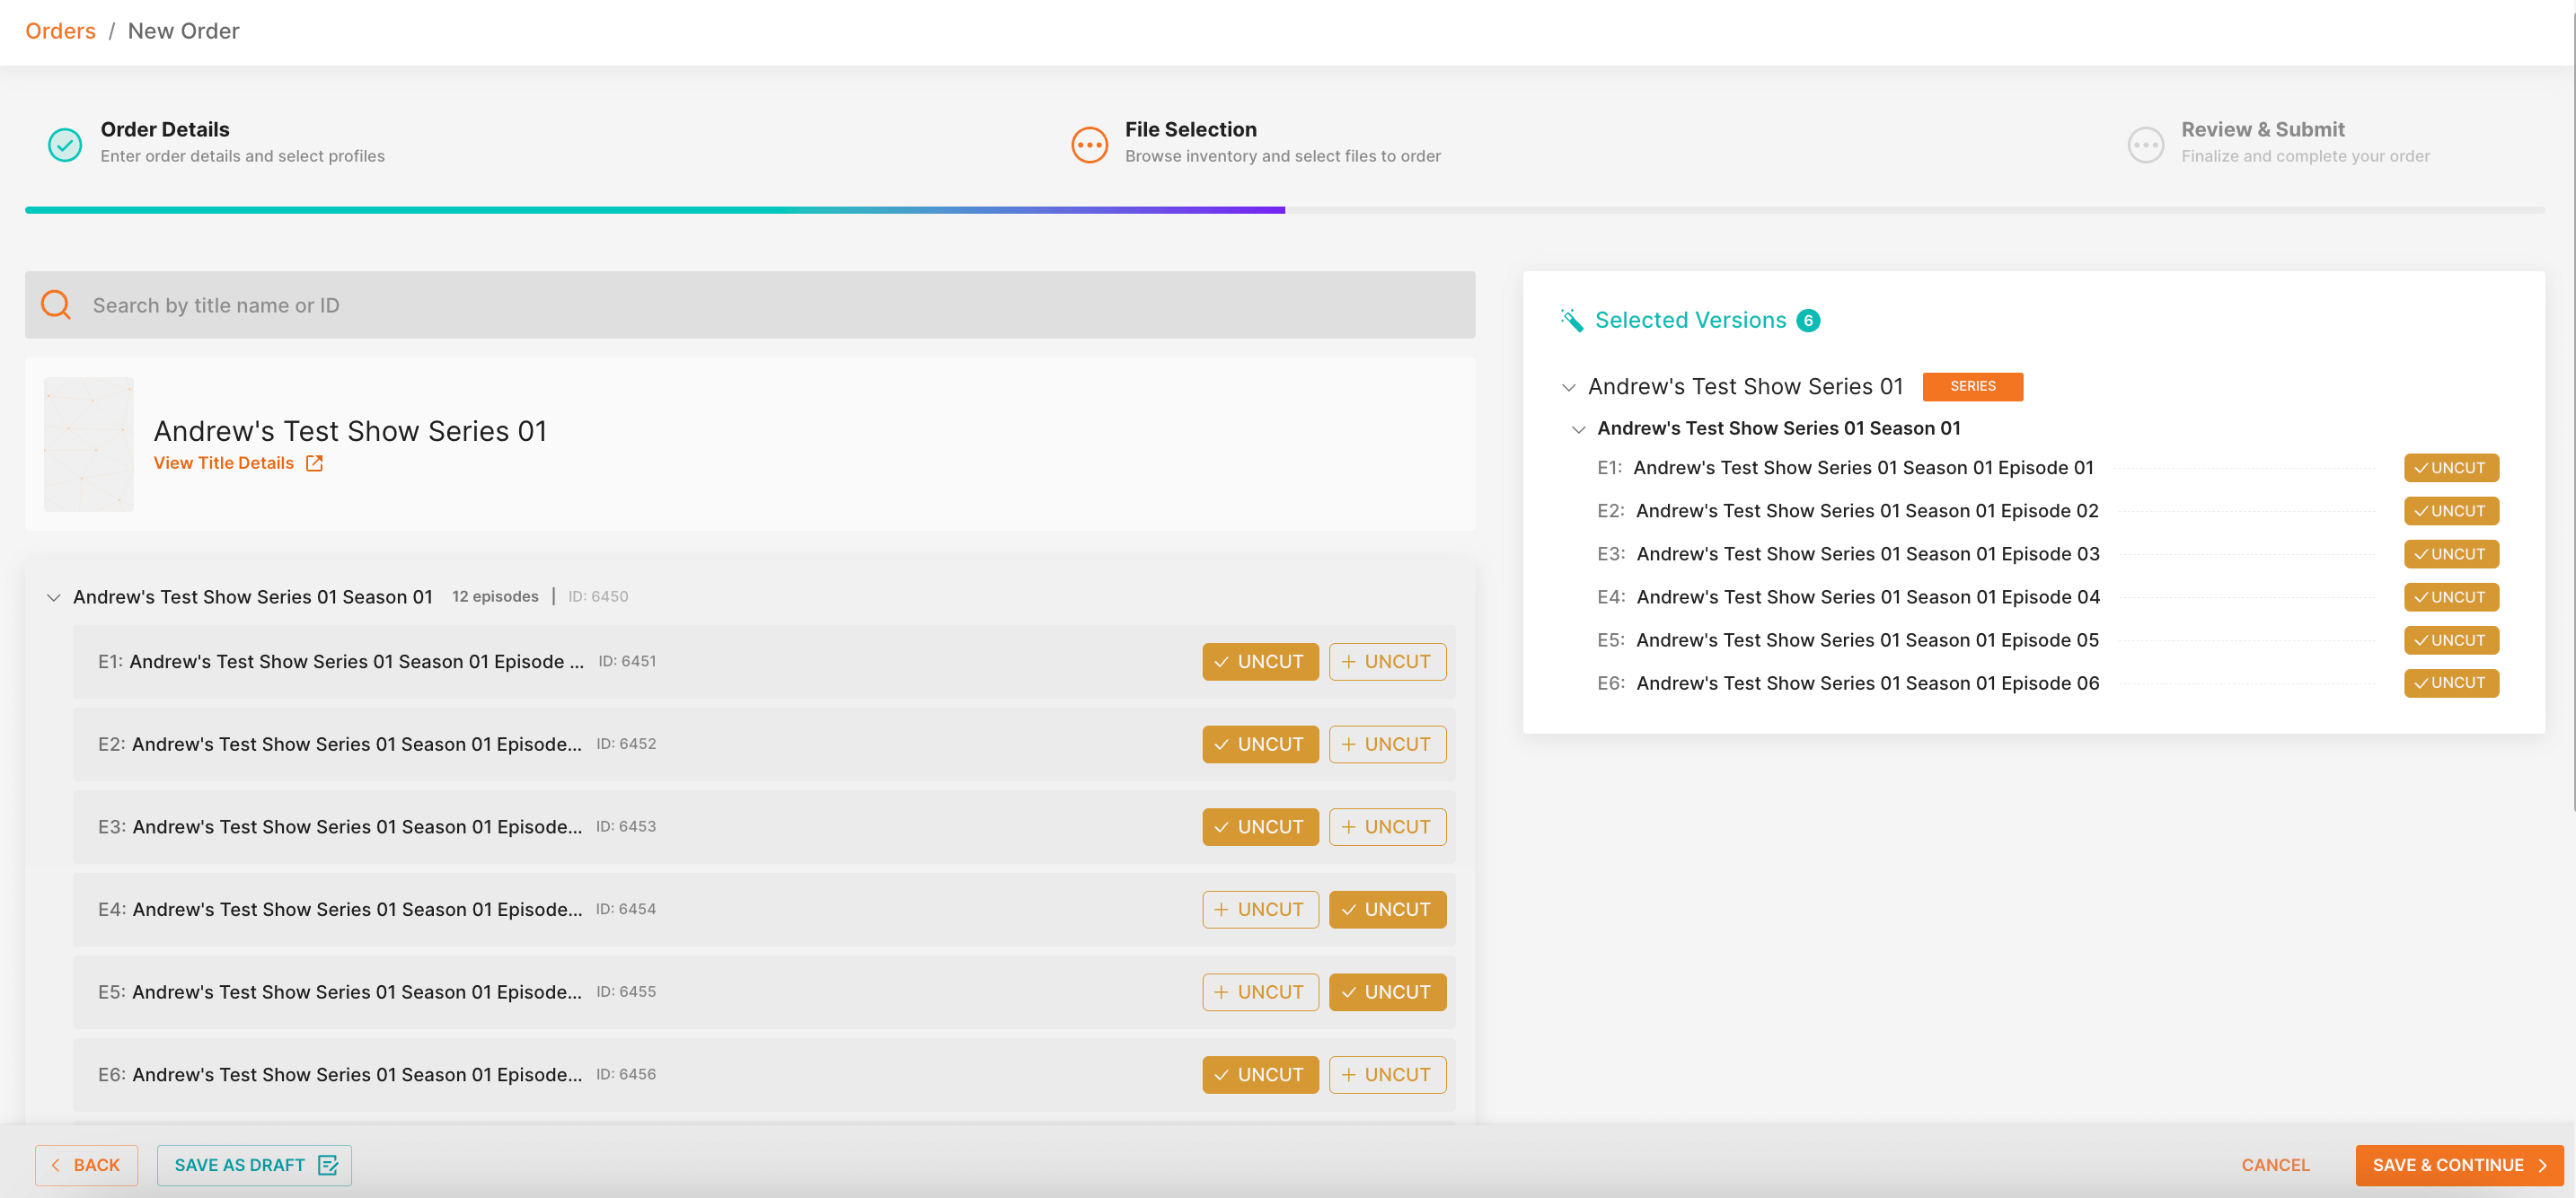 Orders / New Order
Order Details
Enter order details and select profiles
File Selection
Browse inventory and select files to order
Review & Submit
Finalize and complete your order
Search by title name or ID
Andrew's Test Show Series 01
View Title Details
Andrew's Test Show Series 01 Season 01 12 episodes | ID: 6450
E1: Andrew's Test Show Series 01 Season 01 Episode ... ID: 6451 UNCUT + UNCUT
E2: Andrew's Test Show Series 01 Season 01 Episode... ID: 6452 UNCUT + UNCUT
E3: Andrew's Test Show Series 01 Season 01 Episode... ID: 6453 UNCUT + UNCUT
E4: Andrew's Test Show Series 01 Season 01 Episode... ID: 6454 + UNCUT UNCUT
E5: Andrew's Test Show Series 01 Season 01 Episode... ID: 6455 + UNCUT UNCUT
E6: Andrew's Test Show Series 01 Season 01 Episode... ID: 6456 UNCUT + UNCUT
Selected Versions 6
Andrew's Test Show Series 01 SERIES
Andrew's Test Show Series 01 Season 01
E1: Andrew's Test Show Series 01 Season 01 Episode 01 UNCUT
E2: Andrew's Test Show Series 01 Season 01 Episode 02 UNCUT
E3: Andrew's Test Show Series 01 Season 01 Episode 03 UNCUT
E4: Andrew's Test Show Series 01 Season 01 Episode 04 UNCUT
E5: Andrew's Test Show Series 01 Season 01 Episode 05 UNCUT
E6: Andrew's Test Show Series 01 Season 01 Episode 06 UNCUT
BACK SAVE AS DRAFT CANCEL SAVE & CONTINUE